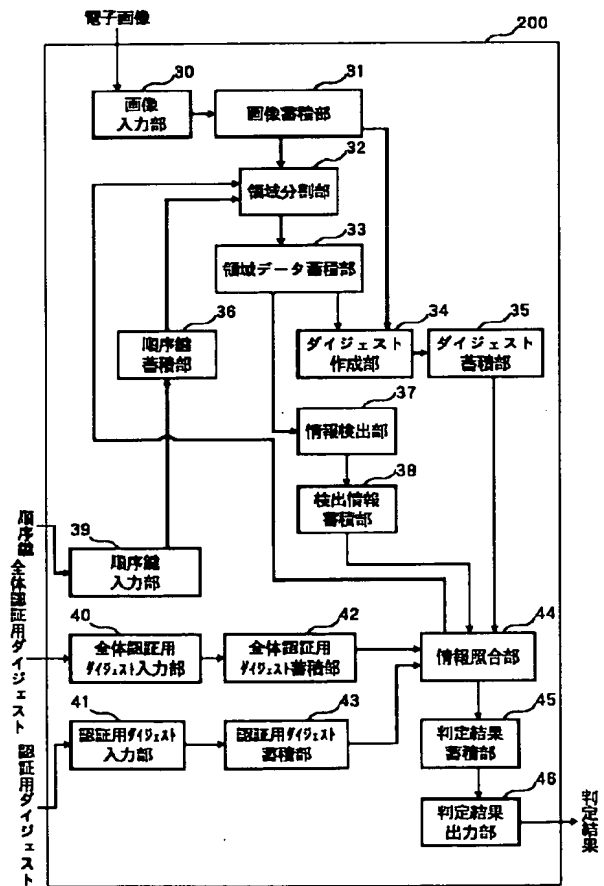 電子画像
200
30
画像
入力部
31
画像蓄積部
32
領域分割部
33
領域データ蓄積部
36
順序鍵
蓄積部
34
ダイジェスト
作成部
35
ダイジェスト
蓄積部
37
情報検出部
38
検出情報
蓄積部
順序鍵
39
順序鍵
入力部
全体認証用ダイジェスト
40
全体認証用
ダイジェスト入力部
42
全体認証用
ダイジェスト蓄積部
44
情報照合部
認証用ダイジェスト
41
認証用ダイジェスト
入力部
43
認証用ダイジェスト
蓄積部
45
判定結果
蓄積部
46
判定結果
出力部
判定結果